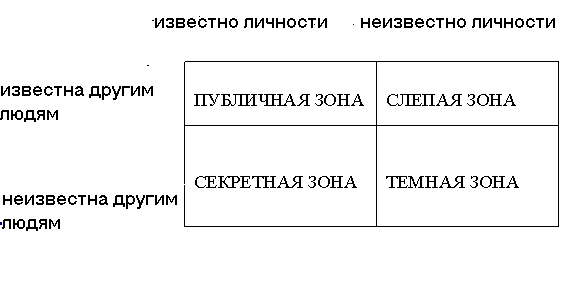 известно личности неизвестно личности
известна другим
людям
ПУБЛИЧНАЯ ЗОНА СЛЕПАЯ ЗОНА
СЕКРЕТНАЯ ЗОНА ТЕМНАЯ ЗОНА
неизвестна другим
людям